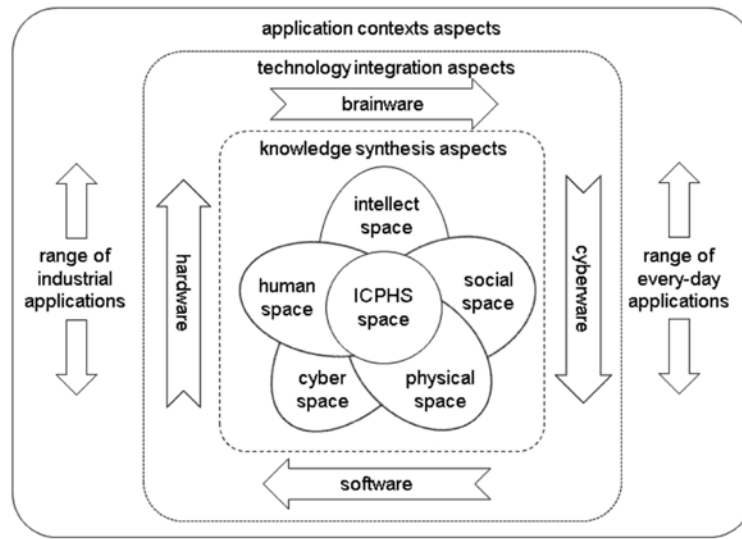 application contexts aspects
technology integration aspects
brainware
knowledge synthesis aspects
intellect
space
range of
industrial
applications
hardware
human
space
ICPHS
space
social
space
cyberware
range of
every-day
applications
cyber
space
physical
space
software